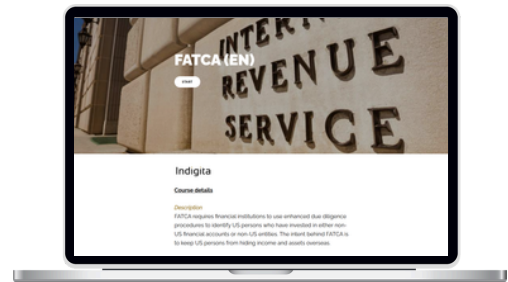 INTERNAL
REVENUE
SERVICE
FATCA (EN)
START
Indigita
Course details
Description
FATCA requires financial institutions to use enhanced due diligence
procedures to identify US persons who have invested in either non-
US financial accounts or non-US entities. The intent behind FATCA is
to keep US persons from hiding income and assets overseas.